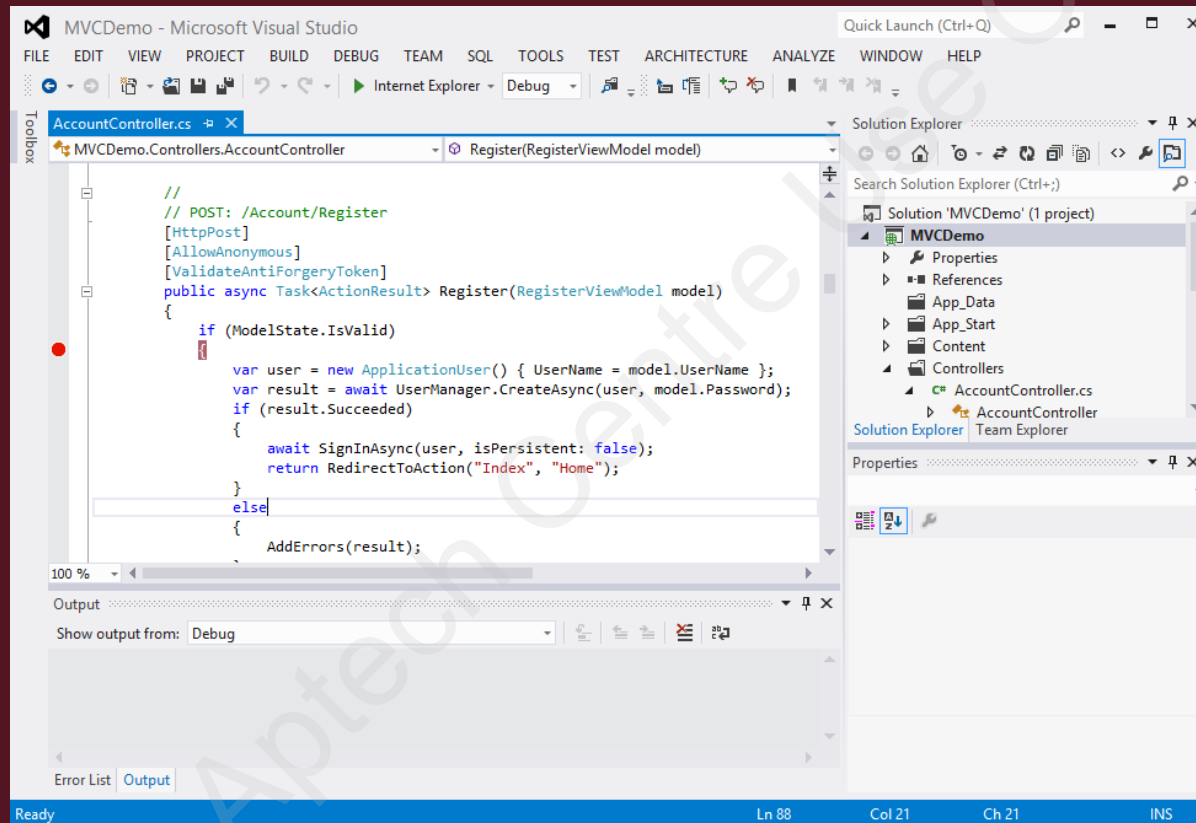 MVCDemo - Microsoft Visual Studio
Quick Launch (Ctrl+Q)
FILE EDIT VIEW PROJECT BUILD DEBUG TEAM SQL TOOLS TEST ARCHITECTURE ANALYZE WINDOW HELP
Internet Explorer Debug
Toolbox
AccountController.cs
MVCDemo.Controllers.AccountController
Register(RegisterViewModel model)
//
// POST: /Account/Register
[HttpPost]
[AllowAnonymous]
[ValidateAntiForgeryToken]
public async Task<ActionResult> Register(RegisterViewModel model)
{
if (ModelState.IsValid)
{
var user = new ApplicationUser() { UserName = model.UserName };
var result = await UserManager.CreateAsync(user, model.Password);
if (result.Succeeded)
{
await SignInAsync(user, isPersistent: false);
return RedirectToAction("Index", "Home");
}
else
{
AddErrors(result);
100 %
Output
Show output from: Debug
Error List Output
Solution Explorer
Search Solution Explorer (Ctrl+;)
Solution 'MVCDemo' (1 project)
MVCDemo
Properties
References
App_Data
App_Start
Content
Controllers
C# AccountController.cs
AccountController
Solution Explorer Team Explorer
Properties
Ready Ln 88 Col 21 Ch 21 INS
Aptech Centre Use